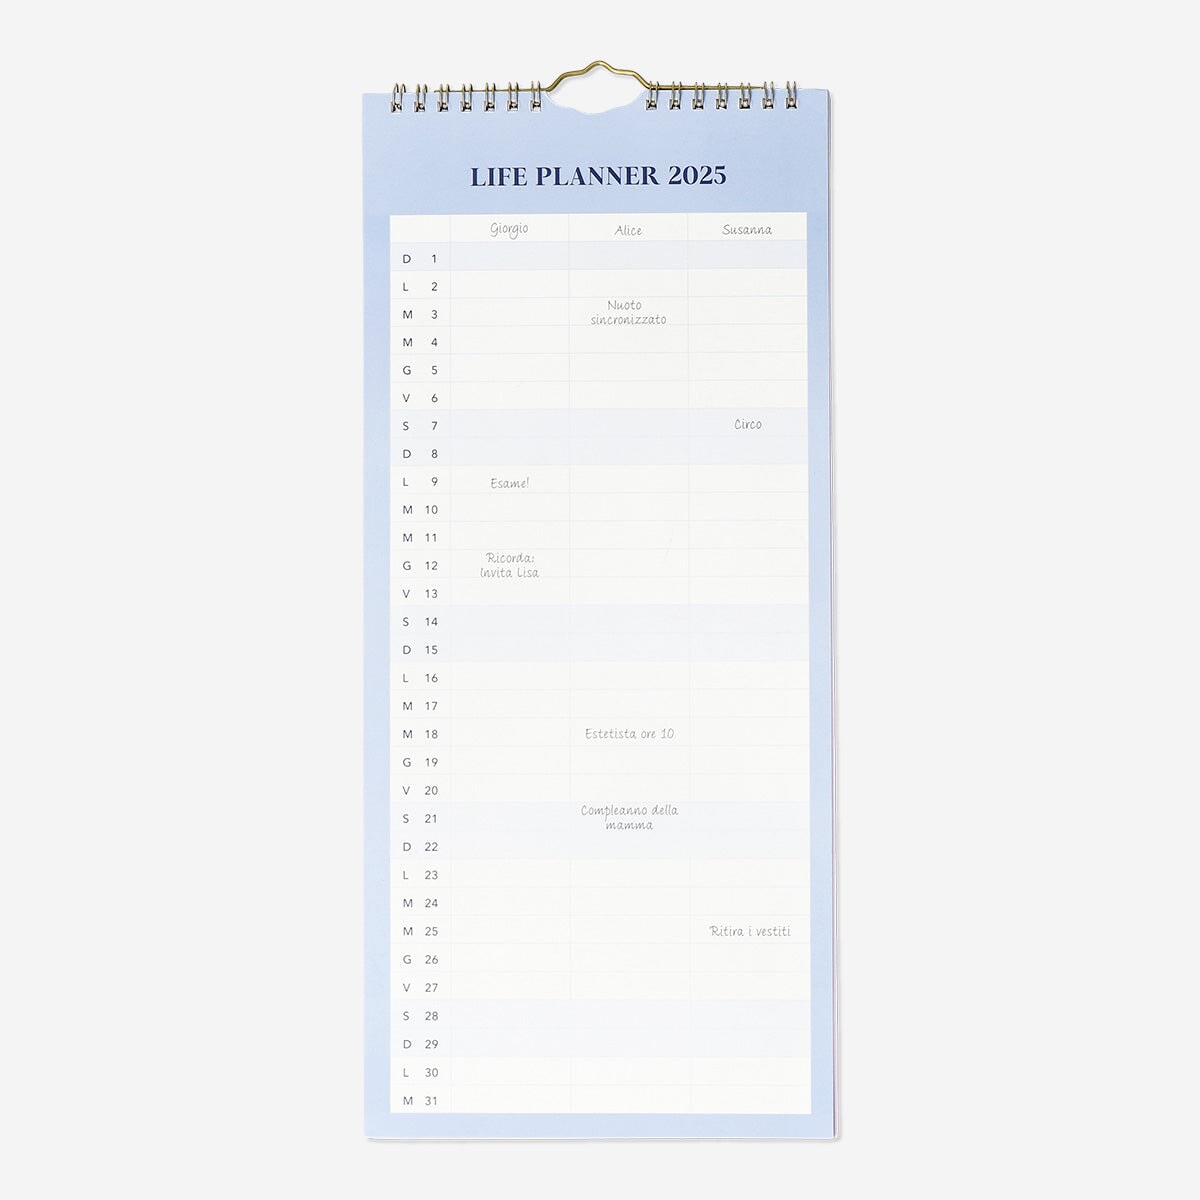 LIFE PLANNER 2025
Giorgio Alice Susanna
D 1
L 2
M 3 Nuoto
sincronizzato
M 4
G 5
V 6
S 7 Circo
D 8
L 9 Esame!
M 10
M 11
G 12 Ricorda:
Invita Lisa
V 13
S 14
D 15
L 16
M 17
M 18 Estetista ore 10
G 19
V 20
S 21 Compleanno della
mamma
D 22
L 23
M 24
M 25 Ritira i vestiti
G 26
V 27
S 28
D 29
L 30
M 31